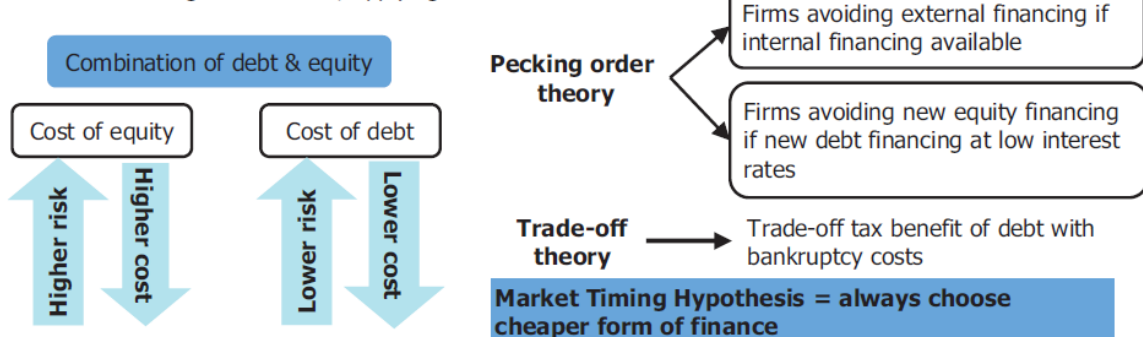 Combination of debt & equity
Cost of equity
Cost of debt
Higher risk
Higher cost
Lower risk
Lower cost
Pecking order
theory
Firms avoiding external financing if
internal financing available
Firms avoiding new equity financing
if new debt financing at low interest
rates
Trade-off
theory
Trade-off tax benefit of debt with
bankruptcy costs
Market Timing Hypothesis = always choose
cheaper form of finance